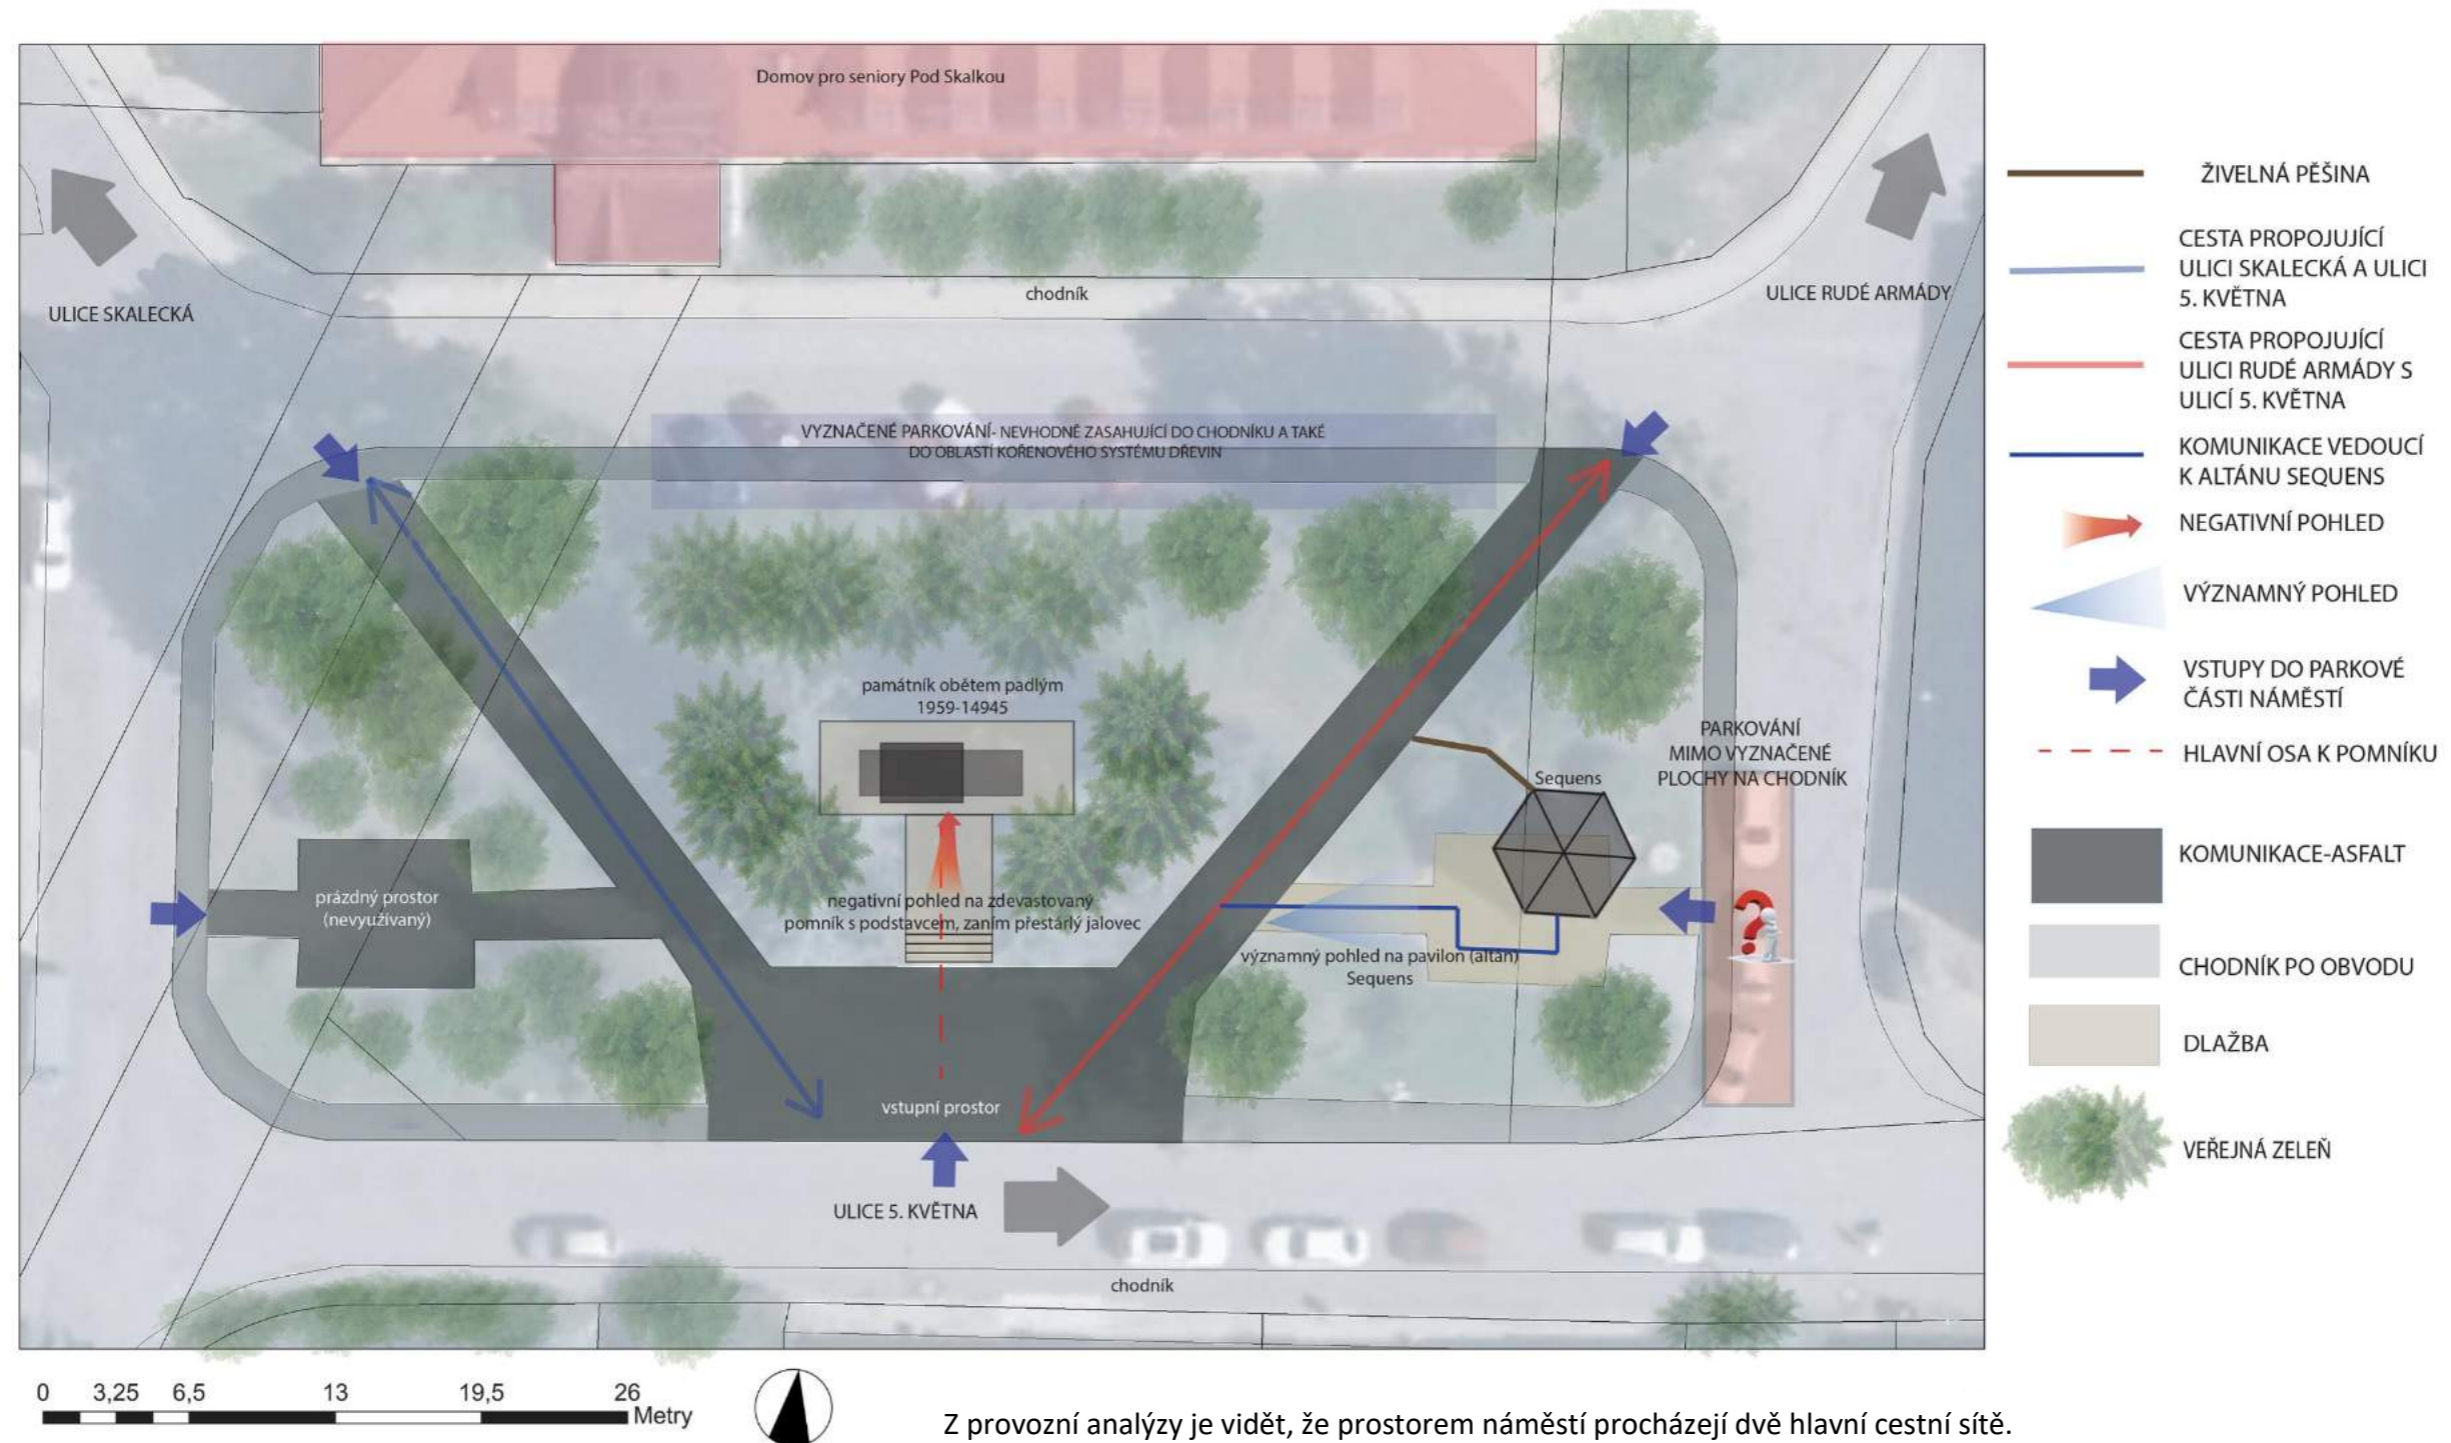 Domov pro seniory Pod Skalkou
chodník
ULICE SKALECKÁ
ULICE RUDÉ ARMÁDY
VYZNAČENÉ PARKOVÁNÍ- NEVHODNĚ ZASAHUJÍCÍ DO CHODNÍKU A TAKÉ
DO OBLASTÍ KOŘENOVÉHO SYSTÉMU DŘEVIN
památník obětem padlým
1959-14945
PARKOVÁNÍ
MIMO VYZNAČENÉ
PLOCHY NA CHODNÍK
Sequens
prázdný prostor
(nevyužívaný)
negativní pohled na zdevastovaný
pomník s podstavcem, zaním přestárlý jalovec
významný pohled na pavilon (altán)
Sequens
vstupní prostor
ULICE 5. KVĚTNA
chodník
ŽIVELNÁ PĚŠINA
CESTA PROPOJUJÍCÍ
ULICI SKALECKÁ A ULICI
5. KVĚTNA
CESTA PROPOJUJÍCÍ
ULICI RUDÉ ARMÁDY S
ULICÍ 5. KVĚTNA
KOMUNIKACE VEDOUCÍ
K ALTÁNU SEQUENS
NEGATIVNÍ POHLED
VÝZNAMNÝ POHLED
VSTUPY DO PARKOVÉ
ČÁSTI NÁMĚSTÍ
HLAVNÍ OSA K POMNÍKU
KOMUNIKACE-ASFALT
CHODNÍK PO OBVODU
DLAŽBA
VEŘEJNÁ ZELEŇ
0 3,25 6,5 13 19,5 26
Metry
Z provozní analýzy je vidět, že prostorem náměstí procházejí dvě hlavní cestní sítě.